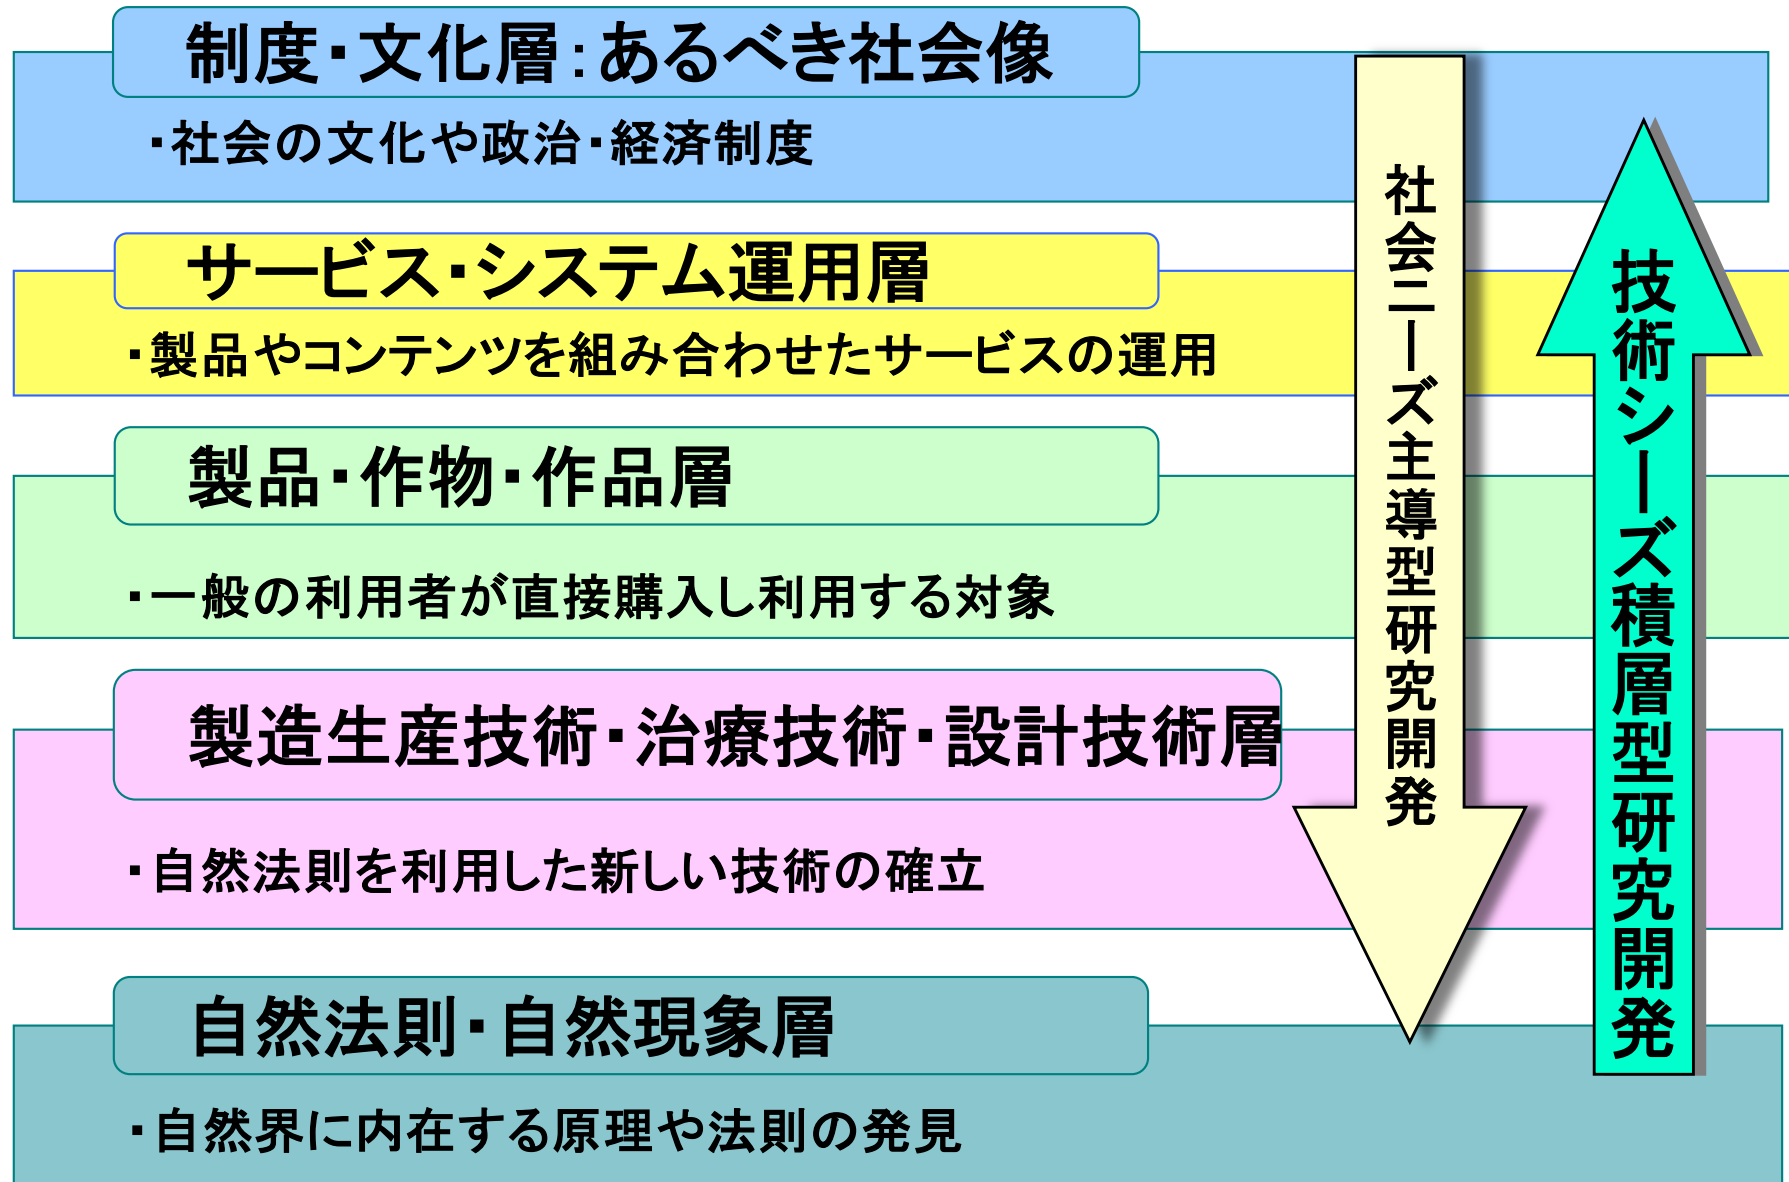 制度・文化層：あるべき社会像
・社会の文化や政治・経済制度
サービス・システム運用層
・製品やコンテンツを組み合わせたサービスの運用
製品・作物・作品層
・一般の利用者が直接購入し利用する対象
製造生産技術・治療技術・設計技術層
・自然法則を利用した新しい技術の確立
自然法則・自然現象層
・自然界に内在する原理や法則の発見
社会ニーズ主導型研究開発
技術シーズ積層型研究開発